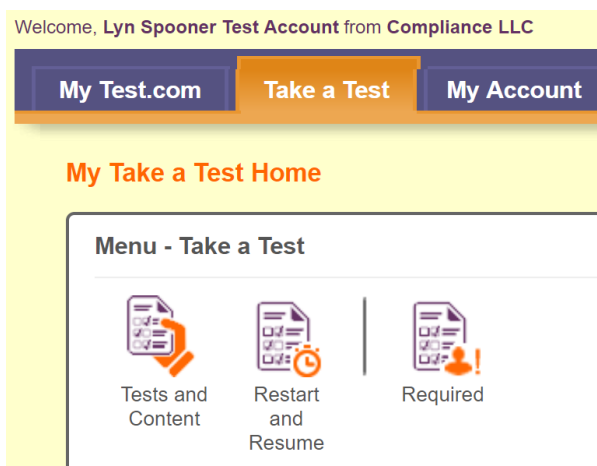 Welcome, Lyn Spooner Test Account from Compliance LLC
My Test.com Take a Test My Account
My Take a Test Home
Menu - Take a Test
Tests and Content
Restart and Resume
Required